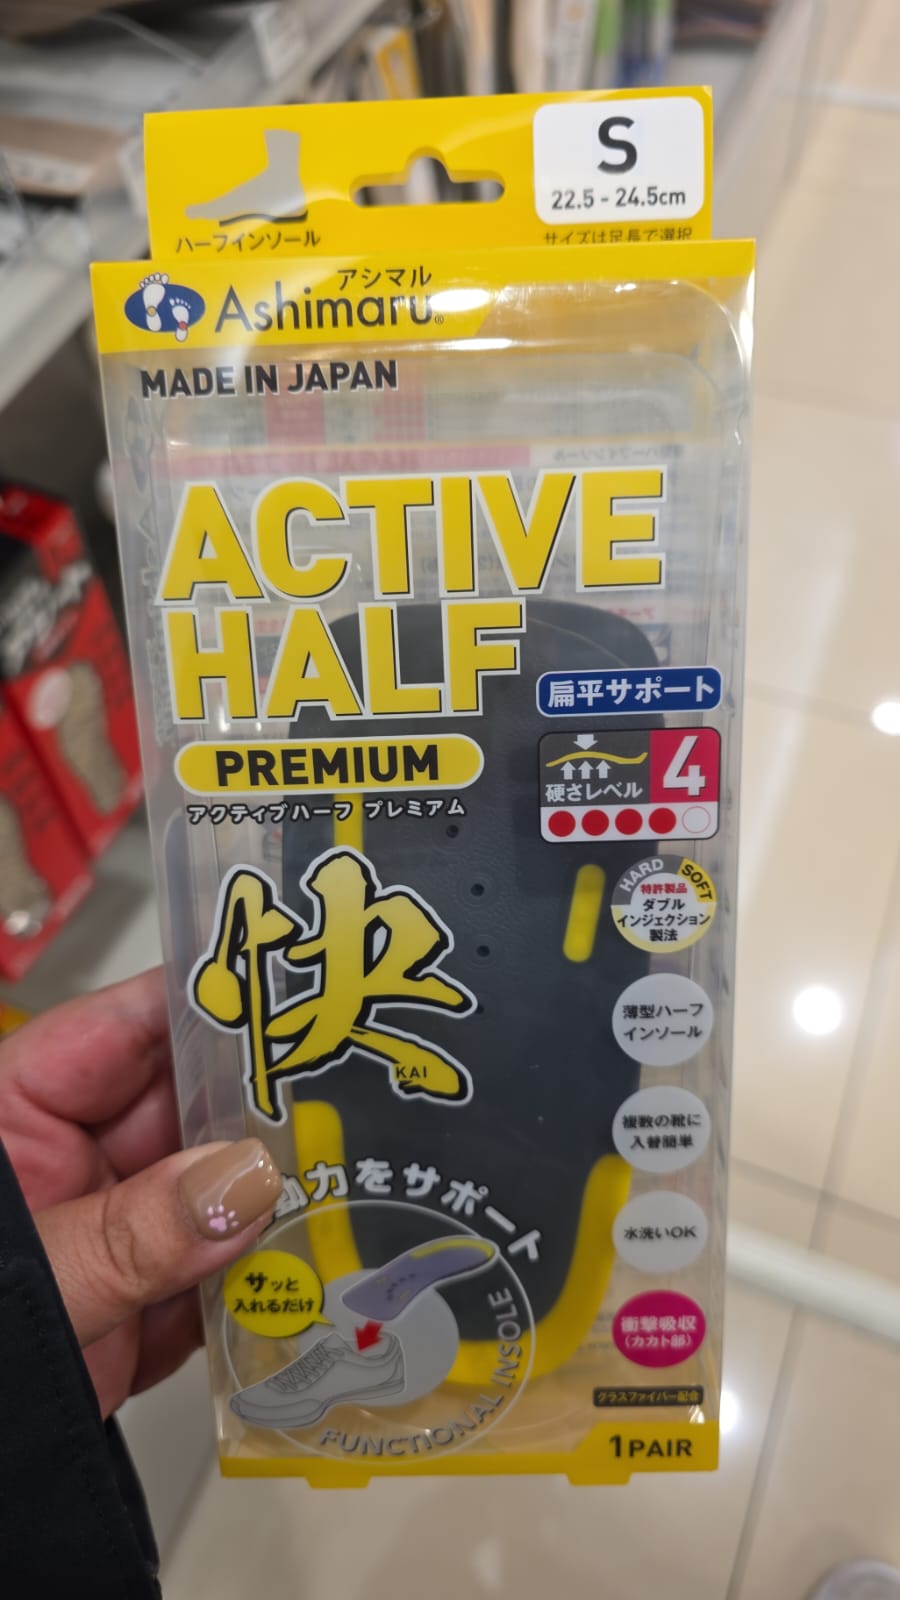 S
22.5 - 24.5cm
サイズは足長で選択
ハーフインソール
アシマル
Ashimaru®
MADE IN JAPAN
ACTIVE
HALF
扁平サポート
PREMIUM
アクティブハーフ プレミアム
硬さレベル
4
HARD
SOFT
特許製品
ダブル
インジェクション
製法
快
KAI
薄型ハーフ
インソール
複数の靴に
入替簡単
動力をサポート
水洗いOK
サッと
入れるだけ
FUNCTIONAL INSOLE
衝撃吸収
(カカト部)
グラスファイバー配合
1PAIR